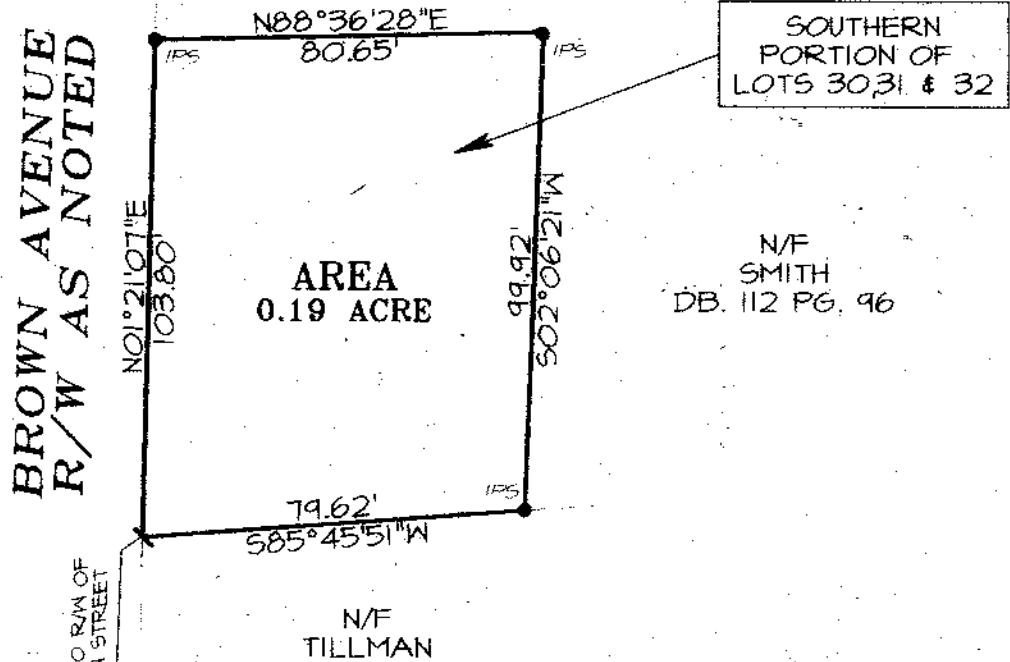 N88°36'28"E
80.65'
IPS
IPS
SOUTHERN
PORTION OF
LOTS 30,31 & 32
BROWN AVENUE
R/W AS NOTED
N01°21'07"E
103.80'
AREA
0.19 ACRE
99.92'
S02°06'21"W
N/F
SMITH
DB. 112 PG. 96
IPS
79.62'
S85°45'51"W
R/W OF
STREET
N/F
TILLMAN